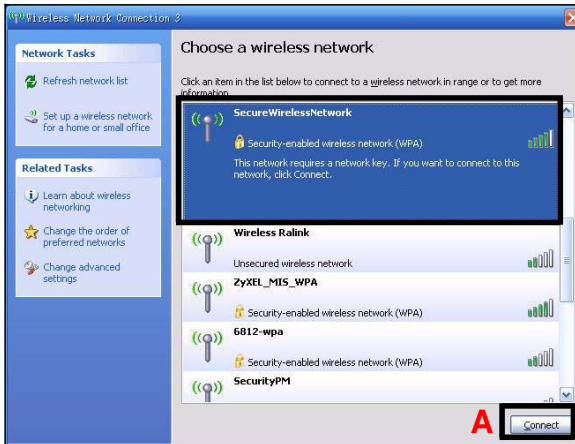 Wireless Network Connection 3
Network Tasks
Refresh network list
Set up a wireless network
for a home or small office
Related Tasks
Learn about wireless
networking
Change the order of
preferred networks
Change advanced
settings
Choose a wireless network
Click an item in the list below to connect to a wireless network in range or to get more
information.
SecureWirelessNetwork
Security-enabled wireless network (WPA)
This network requires a network key. If you want to connect to this
network, click Connect.
Wireless Ralink
Unsecured wireless network
ZyXEL_MIS_WPA
Security-enabled wireless network (WPA)
6812-wpa
Security-enabled wireless network (WPA)
SecurityPM
A
Connect